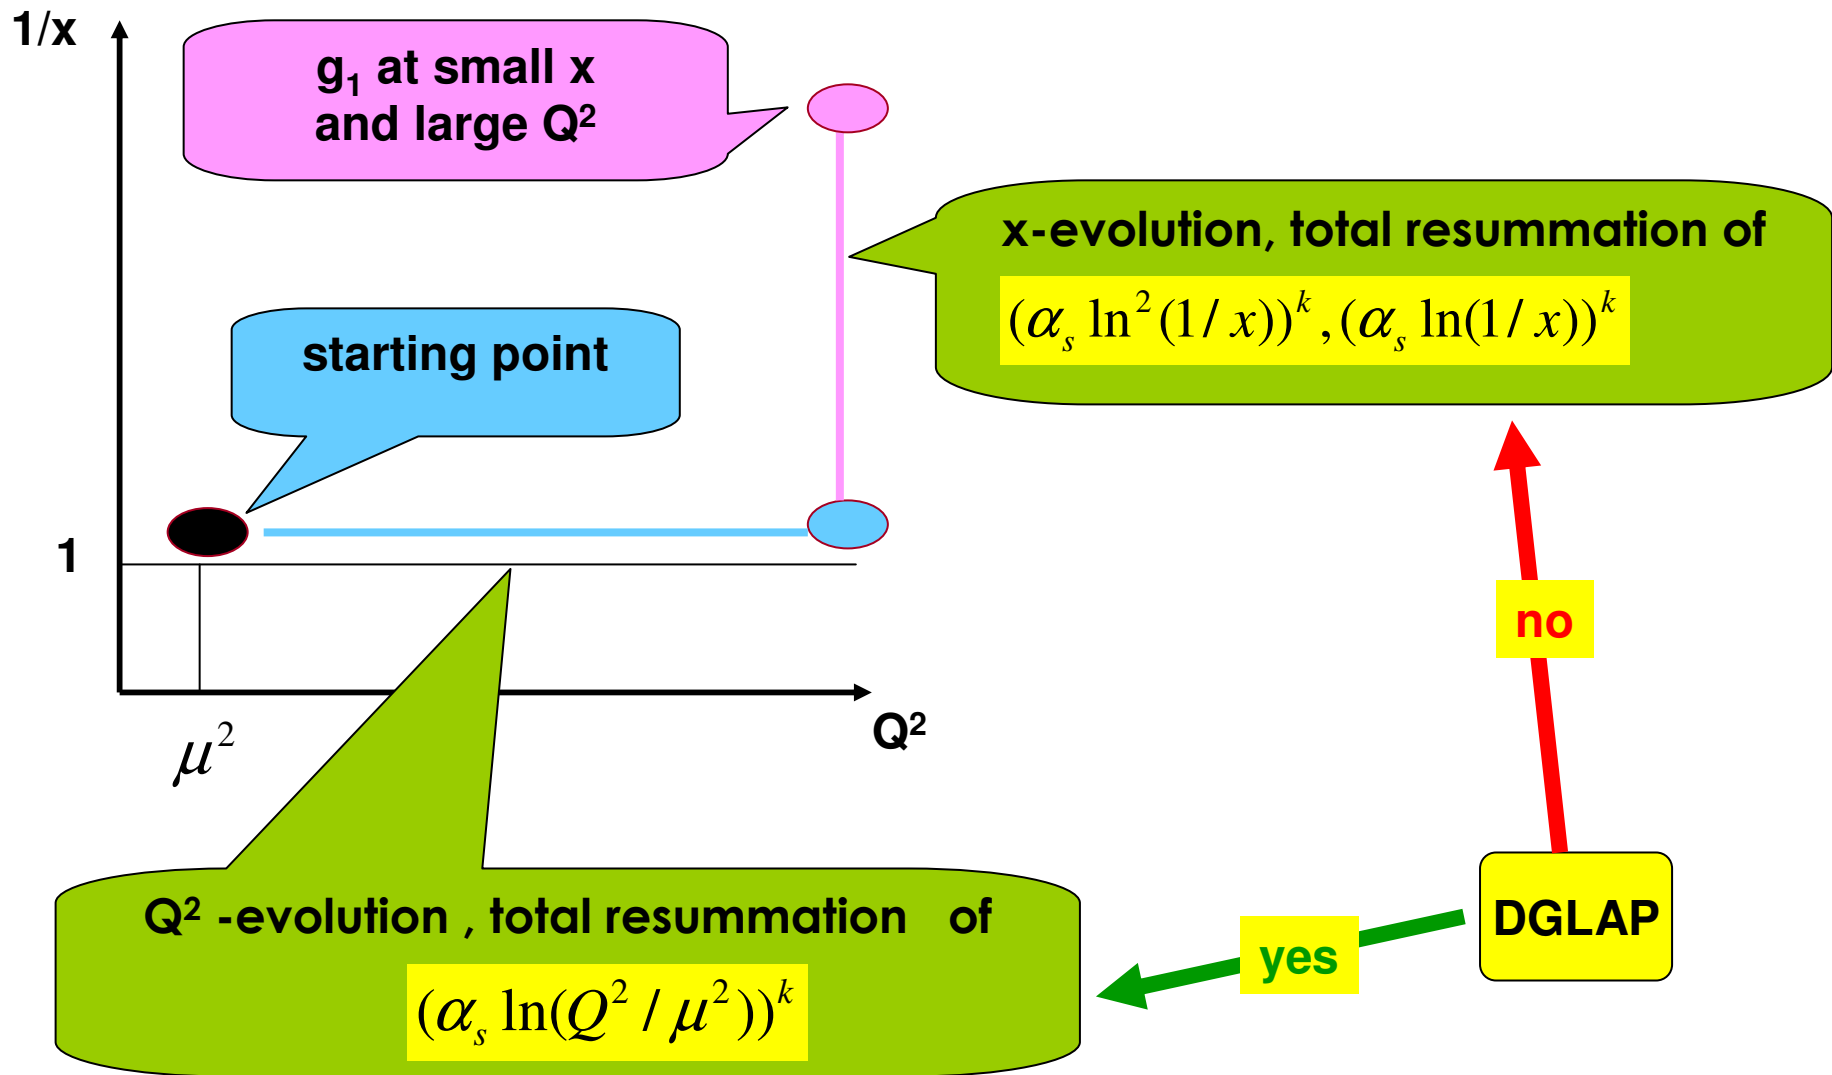 1/x
g₁ at small x
and large Q²
x-evolution, total resummation of
(αₛ ln²(1/x))ᵏ,(αₛ ln(1/x))ᵏ
starting point
1
no
μ²
Q²
DGLAP
yes
Q² -evolution , total resummation of
(αₛ ln(Q²/μ²))ᵏ